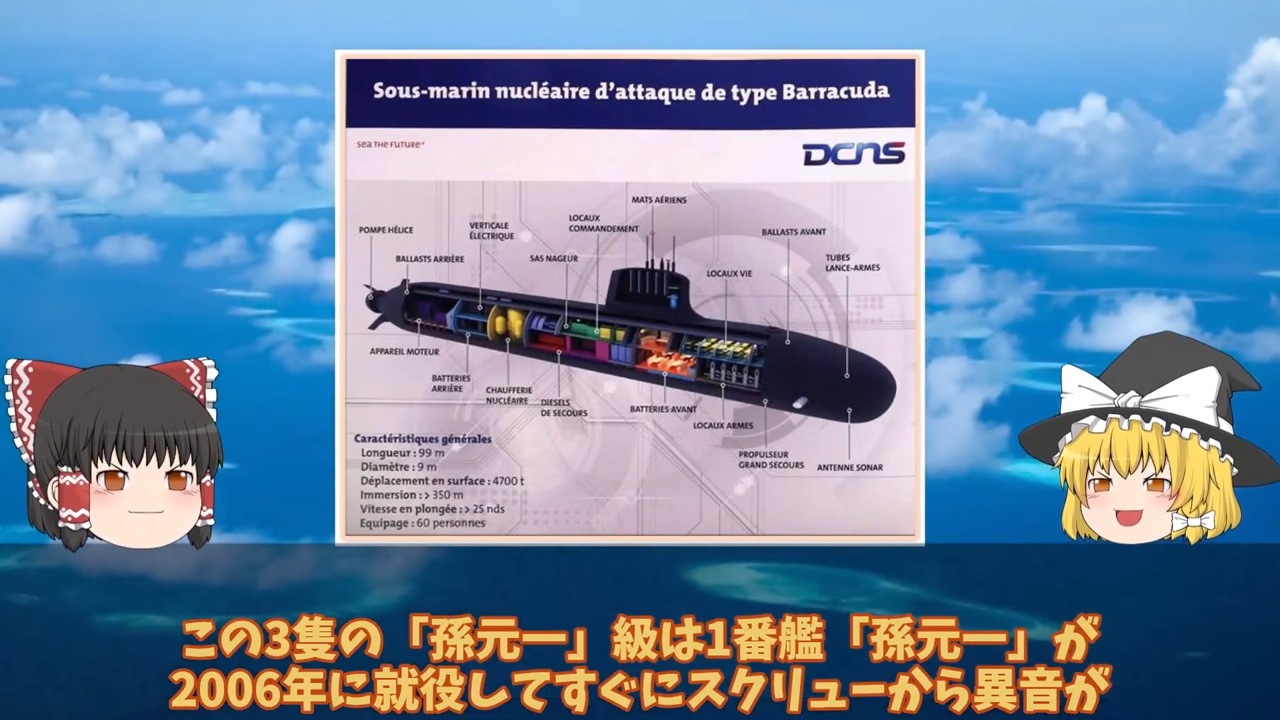 Sous-marin nucléaire d'attaque de type Barracuda
sea THE FUTURE*
DCNS
MATS AÉRIENS
POMPE HÉLICE
VERTICALE
ÉLECTRIQUE
LOCAUX
COMMANDEMENT
BALLASTS AVANT
BALLASTS ARRIÈRE
SAS NAGEUR
LOCAUX VIE
TUBES
LANCE-ARMES
APPAREIL MOTEUR
BATTERIES
ARRIÈRE
CHAUFFERIE
NUCLÉAIRE
DIESELS
DE SECOURS
BATTERIES AVANT
LOCAUX ARMES
PROPULSEUR
GRAND SECOURS
ANTENNE SONAR
Caractéristiques générales
Longueur : 99 m
Diamètre : 9 m
Déplacement en surface : 4700 t
Immersion : > 350 m
Vitesse en plongée : > 25 nds
Equipage : 60 personnes
この3隻の「孫元一」級は1番艦「孫元一」が
2006年に就役してすぐにスクリューから異音が